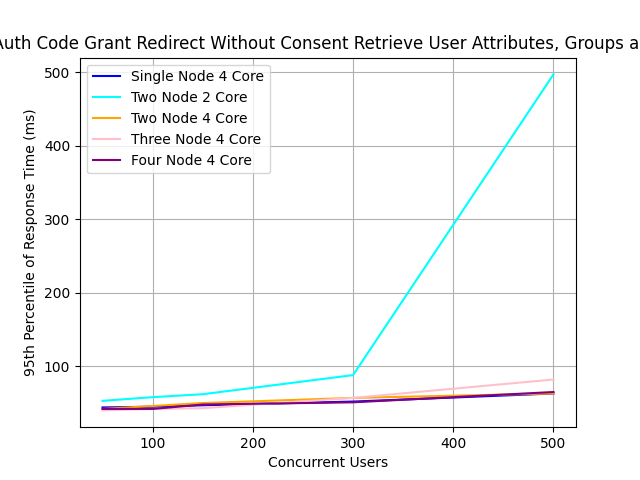 Auth Code Grant Redirect Without Consent Retrieve User Attributes, Groups a
Single Node 4 Core
Two Node 2 Core
Two Node 4 Core
Three Node 4 Core
Four Node 4 Core
95th Percentile of Response Time (ms)
500
400
300
200
100
100 200 300 400 500
Concurrent Users